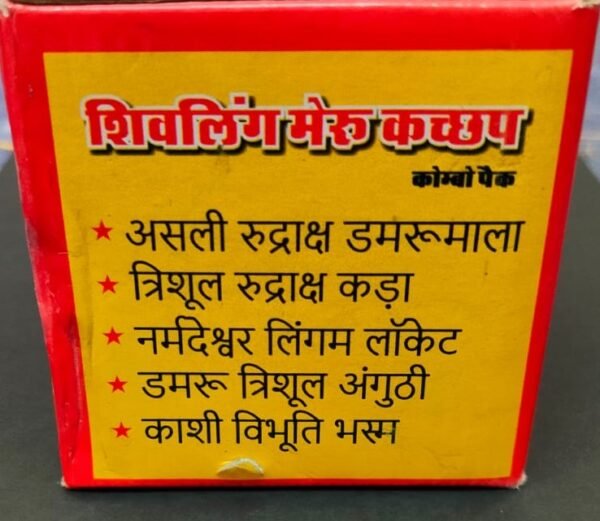 शिवलिंग मेरू कच्छप
कोम्बो पैक
★ असली रुद्राक्ष डमरूमाला
★ त्रिशूल रुद्राक्ष कड़ा
★ नर्मदेश्वर लिंगम लॉकेट
★ डमरू त्रिशूल अंगुठी
★ काशी विभूति भस्म